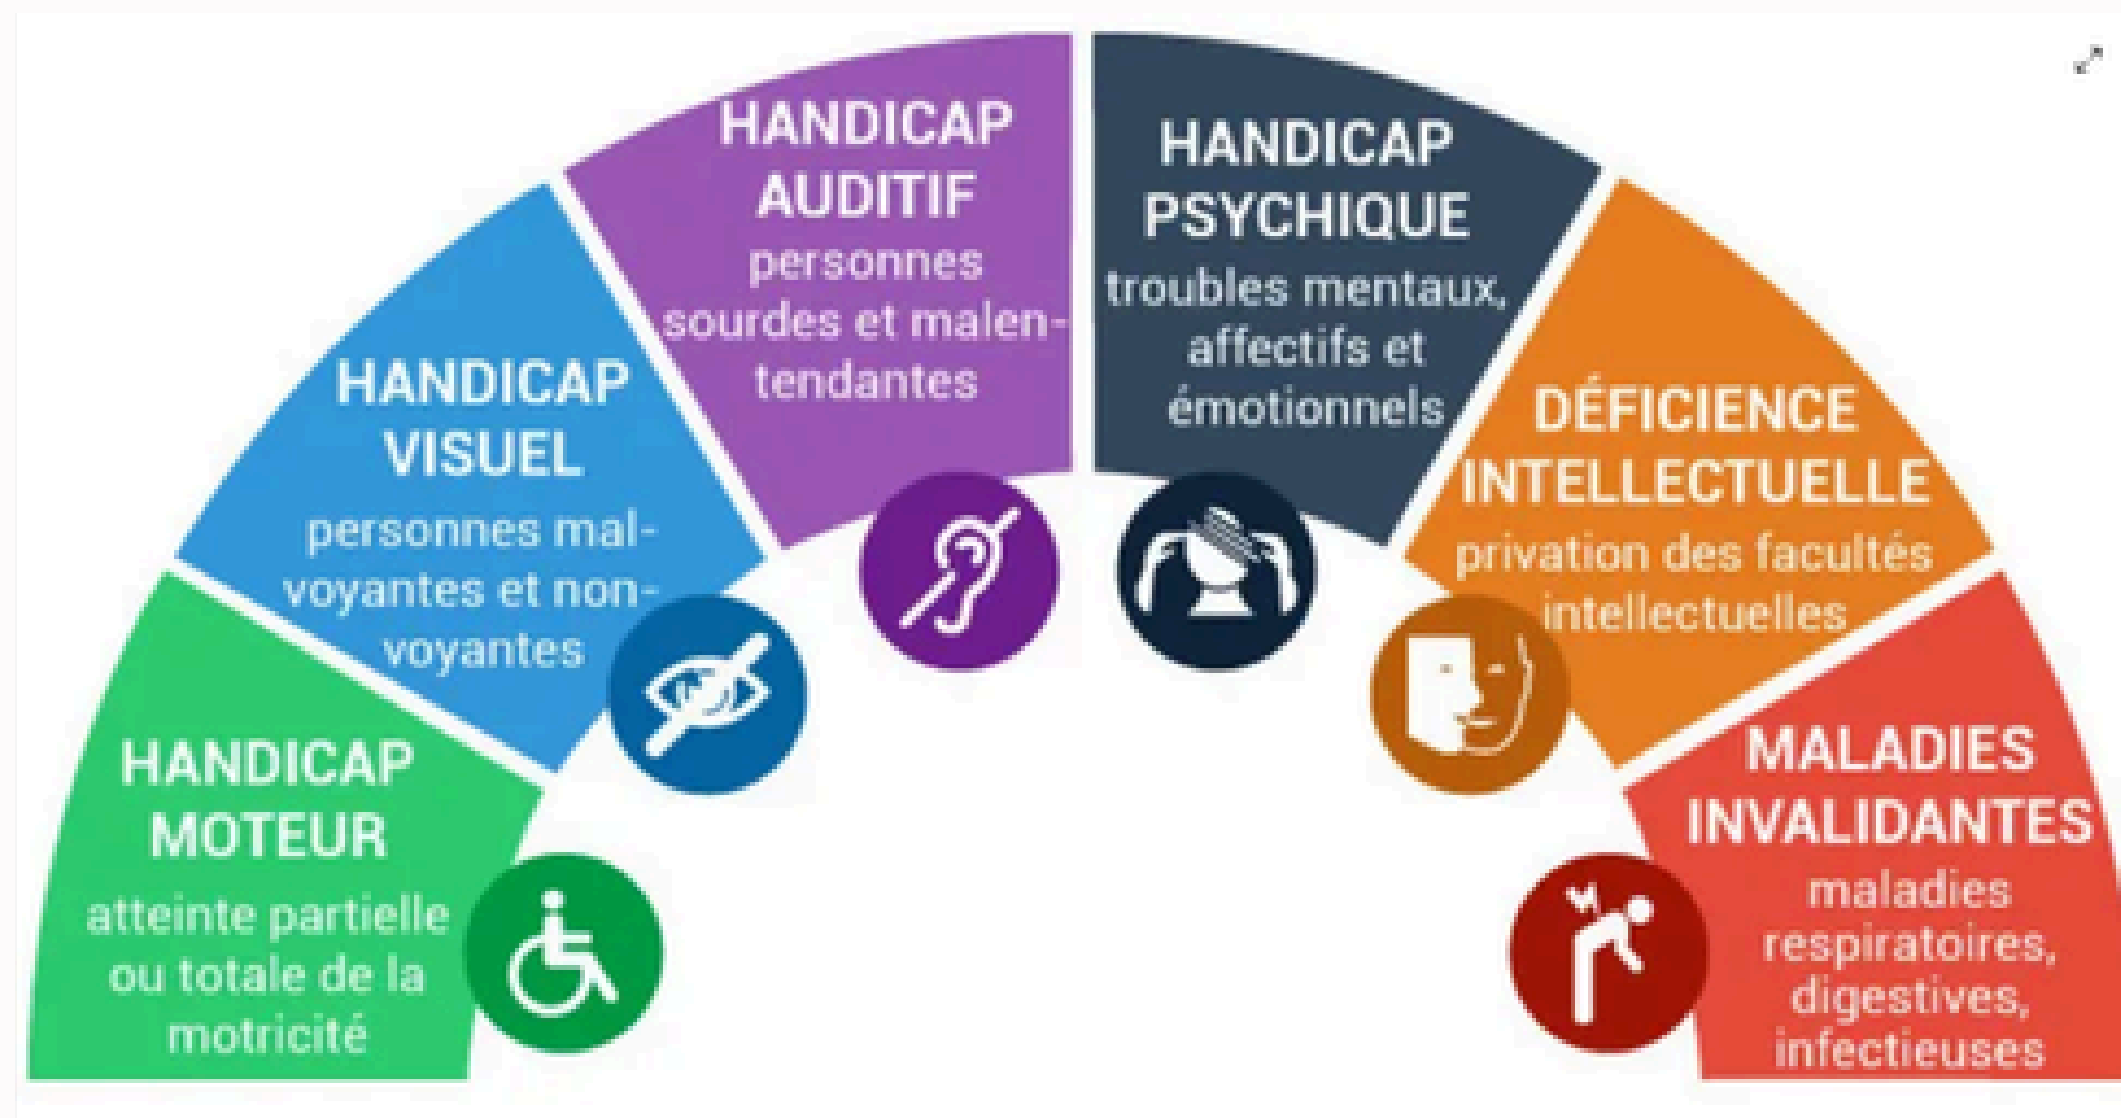 HANDICAP
MOTEUR
atteinte partielle
ou totale de la
motricité
HANDICAP
VISUEL
personnes mal-
voyantes et non-
voyantes
HANDICAP
AUDITIF
personnes
sourdes et malen-
tendantes
HANDICAP
PSYCHIQUE
troubles mentaux,
affectifs et
émotionnels
DÉFICIENCE
INTELLECTUELLE
privation des facultés
intellectuelles
MALADIES
INVALIDANTES
maladies
respiratoires,
digestives,
infectieuses